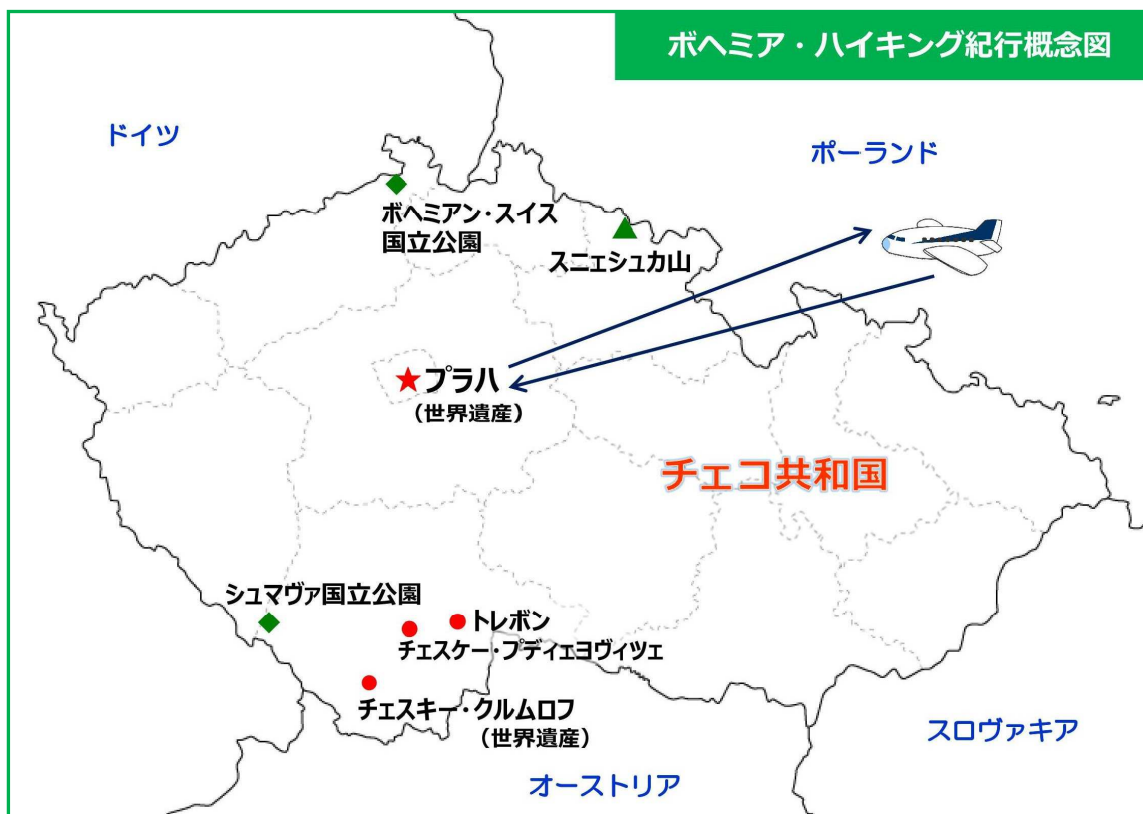 ボヘミア・ハイキング紀行概念図
ドイツ
ポーランド
ボヘミアン・スイス
国立公園
スニェシュカ山
プラハ
(世界遺産)
チェコ共和国
シュマヴァ国立公園
トレボン
チェスケー・ブディェヨヴィツェ
チェスキー・クルムロフ
(世界遺産)
スロヴァキア
オーストリア